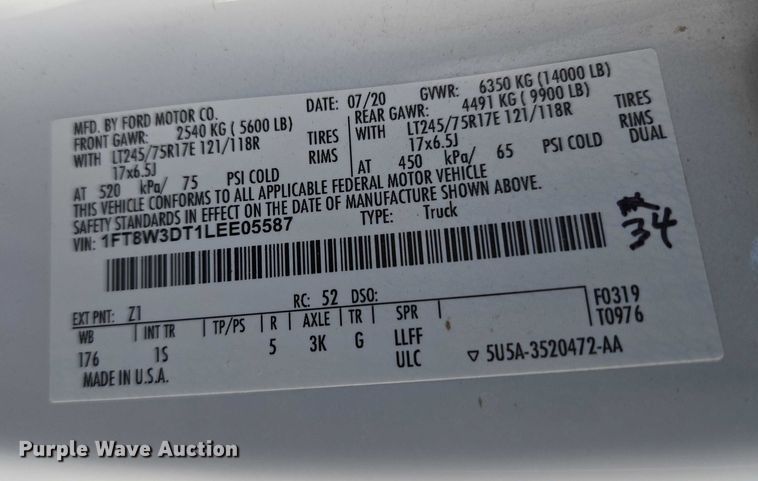 MFD. BY FORD MOTOR CO. DATE: 07/20 GVWR: 6350 KG (14000 LB)
FRONT GAWR: 2540 KG ( 5600 LB) REAR GAWR: 4491 KG ( 9900 LB)
WITH LT245/75R17E 121/118R TIRES WITH LT245/75R17E 121/118R TIRES
17x6.5J RIMS 17x6.5J RIMS
AT 520 kPa/ 75 PSI COLD AT 450 kPa/ 65 PSI COLD DUAL
THIS VEHICLE CONFORMS TO ALL APPLICABLE FEDERAL MOTOR VEHICLE
SAFETY STANDARDS IN EFFECT ON THE DATE OF MANUFACTURE SHOWN ABOVE.
VIN: 1FT8W3DT1LEE05587 TYPE: Truck
34
EXT PNT: Z1 RC: 52 DSO: F0319
WB INT TR TP/PS R AXLE TR SPR T0976
176 1S 5 3K G LLFF
ULC 5U5A-3520472-AA
MADE IN U.S.A.
Purple Wave Auction